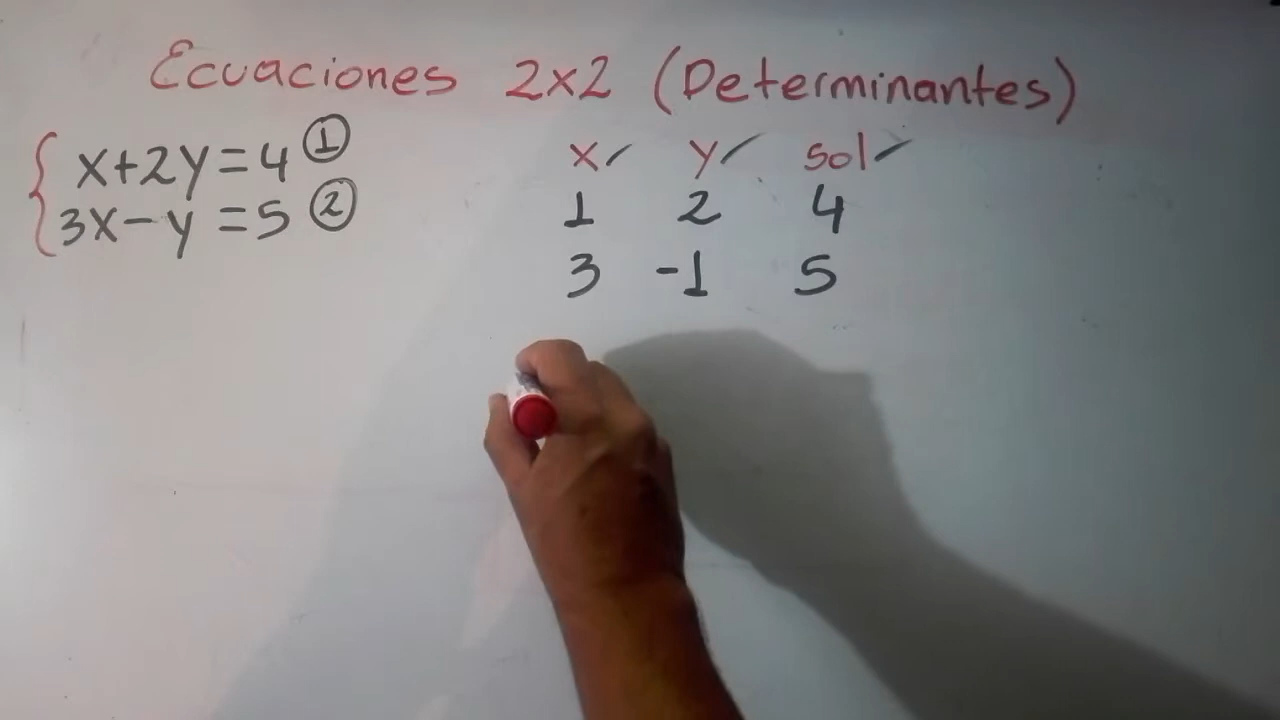 Ecuaciones 2x2 (Determinantes)
x+2y=4 ①
3x-y=5 ②
x y sol
1 2 4
3 -1 5